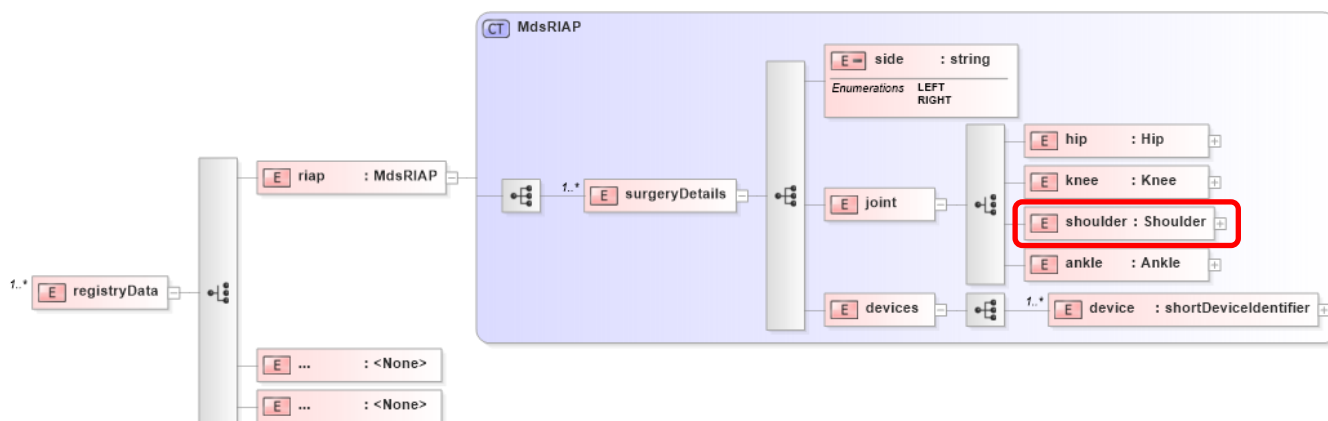 CT MdsRIAP
E side : string
Enumerations LEFT
RIGHT
E hip : Hip
E riap : MdsRIAP
E knee : Knee
1..* E surgeryDetails
E joint
E shoulder : Shoulder
E ankle : Ankle
1..* E registryData
E devices
1..* E device : shortDeviceIdentifier
E ... : <None>
E ... : <None>